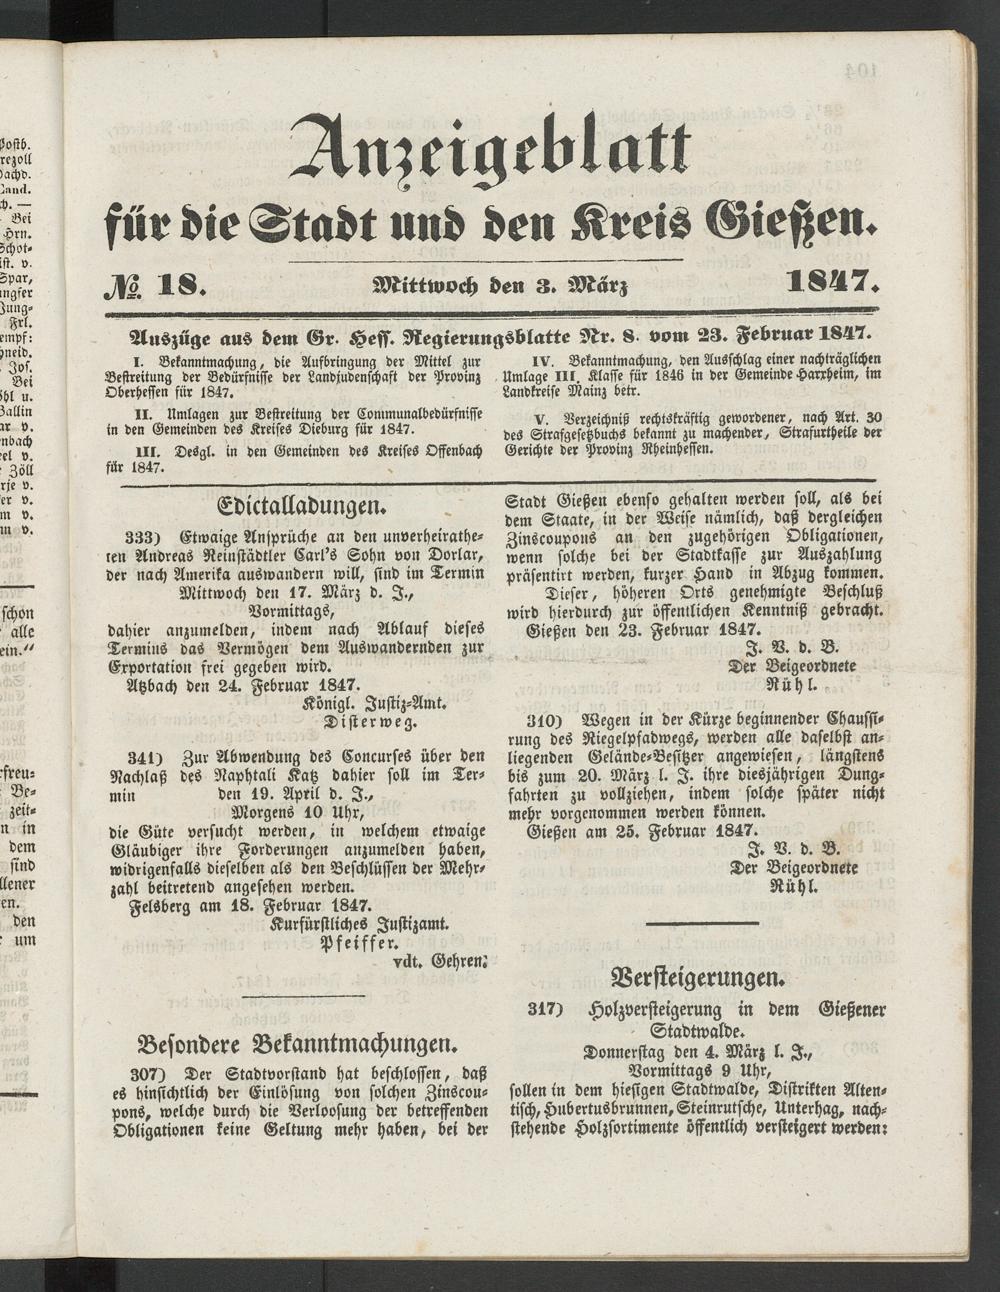 Anzeigeblatt
für die Stadt und den Kreis Gießen.
№ 18. Mittwoch den 3. März 1847.
Auszüge aus dem Gr. Hess. Regierungsblatte Nr. 8. vom 23. Februar 1847.
I. Bekanntmachung, die Aufbringung der Mittel zur
Bestreitung der Bedürfnisse der Landjudenschaft der Provinz
Oberhessen für 1847.
II. Umlagen zur Bestreitung der Communalbedürfnisse
in den Gemeinden des Kreises Dieburg für 1847.
III. Desgl. in den Gemeinden des Kreises Offenbach
für 1847.
IV. Bekanntmachung, den Ausschlag einer nachträglichen
Umlage III. Klasse für 1846 in der Gemeinde Harxheim, im
Landkreise Mainz betr.
V. Verzeichniß rechtskräftig gewordener, nach Art. 30
des Strafgesetzbuchs bekannt zu machender, Strafurtheile der
Gerichte der Provinz Rheinhessen.
Edictalladungen.
333) Etwaige Ansprüche an den unverheirathe-
ten Andreas Reinstädtler Carl's Sohn von Dorlar,
der nach Amerika auswandern will, sind im Termin
Mittwoch den 17. März d. J.,
Vormittags,
dahier anzumelden, indem nach Ablauf dieses
Termins das Vermögen dem Auswandernden zur
Exportation frei gegeben wird.
Atzbach den 24. Februar 1847.
Königl. Justiz-Amt.
Disterweg.
341) Zur Abwendung des Concurses über den
Nachlaß des Naphtali Katz dahier soll im Ter-
min den 19. April d. J.,
Morgens 10 Uhr,
die Güte versucht werden, in welchem etwaige
Gläubiger ihre Forderungen anzumelden haben,
widrigenfalls dieselben als den Beschlüssen der Mehr-
zahl beitretend angesehen werden.
Felsberg am 18. Februar 1847.
Kurfürstliches Justizamt.
Pfeiffer.
vdt. Gehren.
Besondere Bekanntmachungen.
307) Der Stadtvorstand hat beschlossen, daß
es hinsichtlich der Einlösung von solchen Zinscou-
pons, welche durch die Verloosung der betreffenden
Obligationen keine Geltung mehr haben, bei der
Stadt Gießen ebenso gehalten werden soll, als bei
dem Staate, in der Weise nämlich, daß dergleichen
Zinscoupons an den zugehörigen Obligationen,
wenn solche bei der Stadtkasse zur Auszahlung
präsentirt werden, kurzer Hand in Abzug kommen.
Dieser, höheren Orts genehmigte Beschluß
wird hierdurch zur öffentlichen Kenntniß gebracht.
Gießen den 23. Februar 1847.
J. V. d. B.
Der Beigeordnete
Rühl.
310) Wegen in der Kürze beginnender Chaussi-
rung des Riegelpfadwegs, werden alle daselbst an-
liegenden Gelände-Besitzer angewiesen, längstens
bis zum 20. März l. J. ihre diesjährigen Dung-
fahrten zu vollziehen, indem solche später nicht
mehr vorgenommen werden können.
Gießen am 25. Februar 1847.
J. V. d. B.
Der Beigeordnete
Rühl.
Versteigerungen.
317) Holzversteigerung in dem Gießener
Stadtwalde.
Donnerstag den 4. März l. J.,
Vormittags 9 Uhr,
sollen in dem hiesigen Stadtwalde, Distrikten Alten-
tisch, Hubertusbrunnen, Steinrutsche, Unterhag, nach-
stehende Holzsortimente öffentlich versteigert werden: